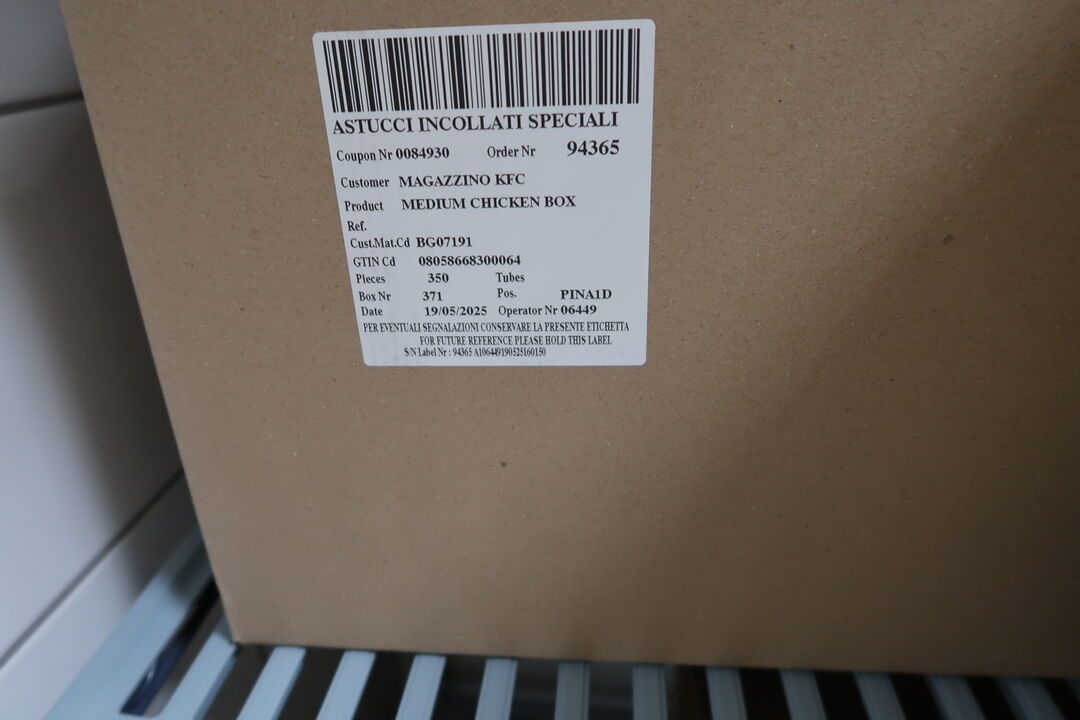 ASTUCCI INCOLLATI SPECIALI
Coupon Nr 0084930 Order Nr 94365
Customer MAGAZZINO KFC
Product MEDIUM CHICKEN BOX
Ref.
Cust.Mat.Cd BG07191
GTIN Cd 08058668300064
Pieces 350 Tubes
Box Nr 371 Pos. PINA1D
Date 19/05/2025 Operator Nr 06449
PER EVENTUALI SEGNALAZIONI CONSERVARE LA PRESENTE ETICHETTA
FOR FUTURE REFERENCE PLEASE HOLD THIS LABEL
S/N Label Nr : 94365 A106449190525160150